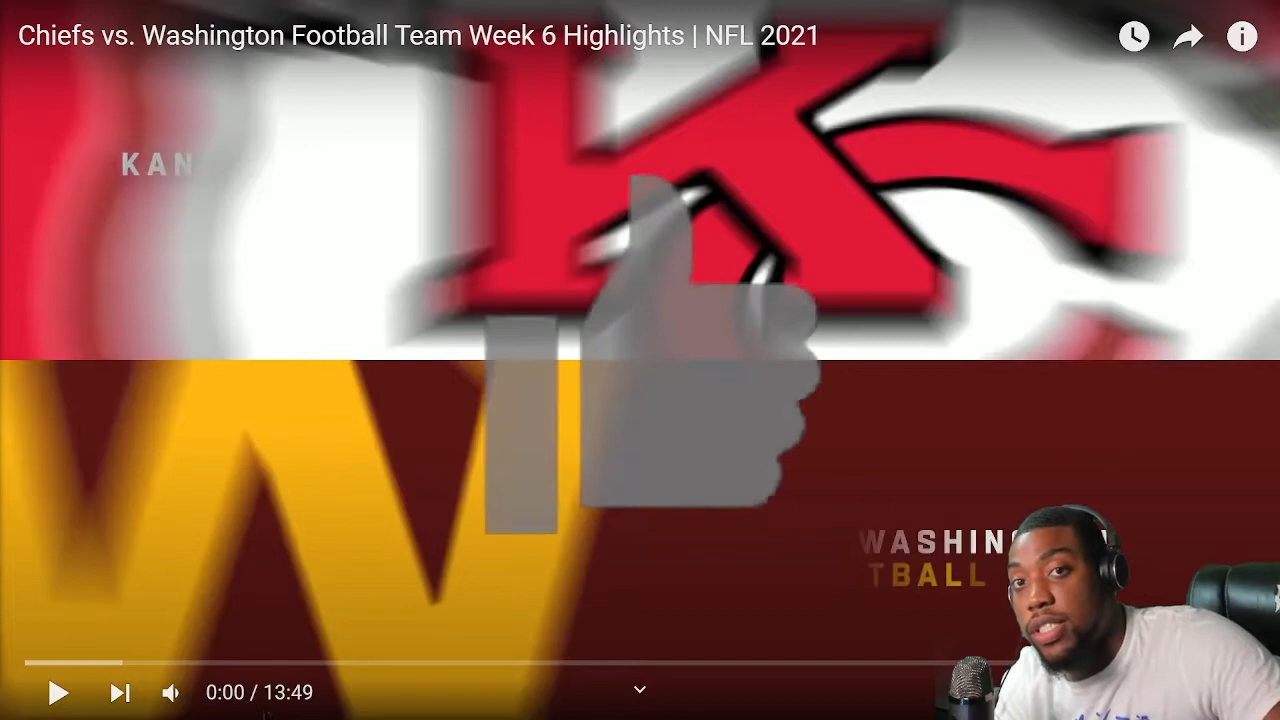 Chiefs vs. Washington Football Team Week 6 Highlights | NFL 2021
KAN
WASHIN
TBALL
0:00 / 13:49